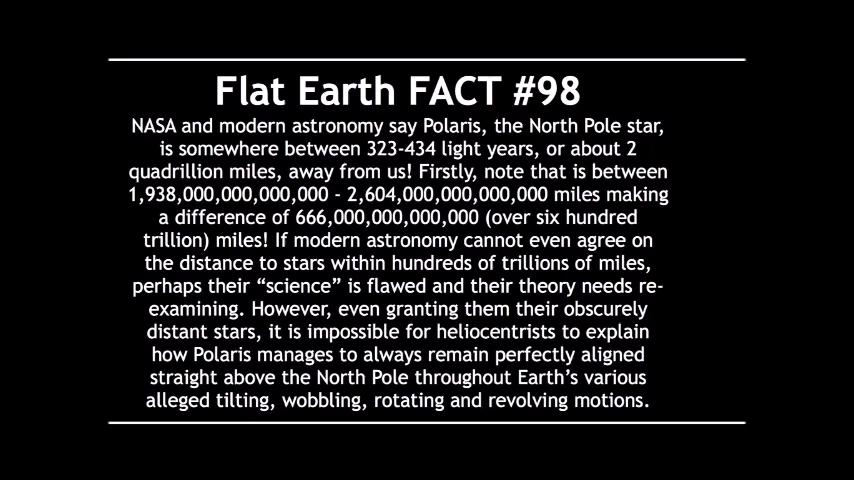 Flat Earth FACT #98
NASA and modern astronomy say Polaris, the North Pole star,
is somewhere between 323-434 light years, or about 2
quadrillion miles, away from us! Firstly, note that is between
1,938,000,000,000,000 - 2,604,000,000,000,000 miles making
a difference of 666,000,000,000,000 (over six hundred
trillion) miles! If modern astronomy cannot even agree on
the distance to stars within hundreds of trillions of miles,
perhaps their “science” is flawed and their theory needs re-
examining. However, even granting them their obscurely
distant stars, it is impossible for heliocentrists to explain
how Polaris manages to always remain perfectly aligned
straight above the North Pole throughout Earth’s various
alleged tilting, wobbling, rotating and revolving motions.